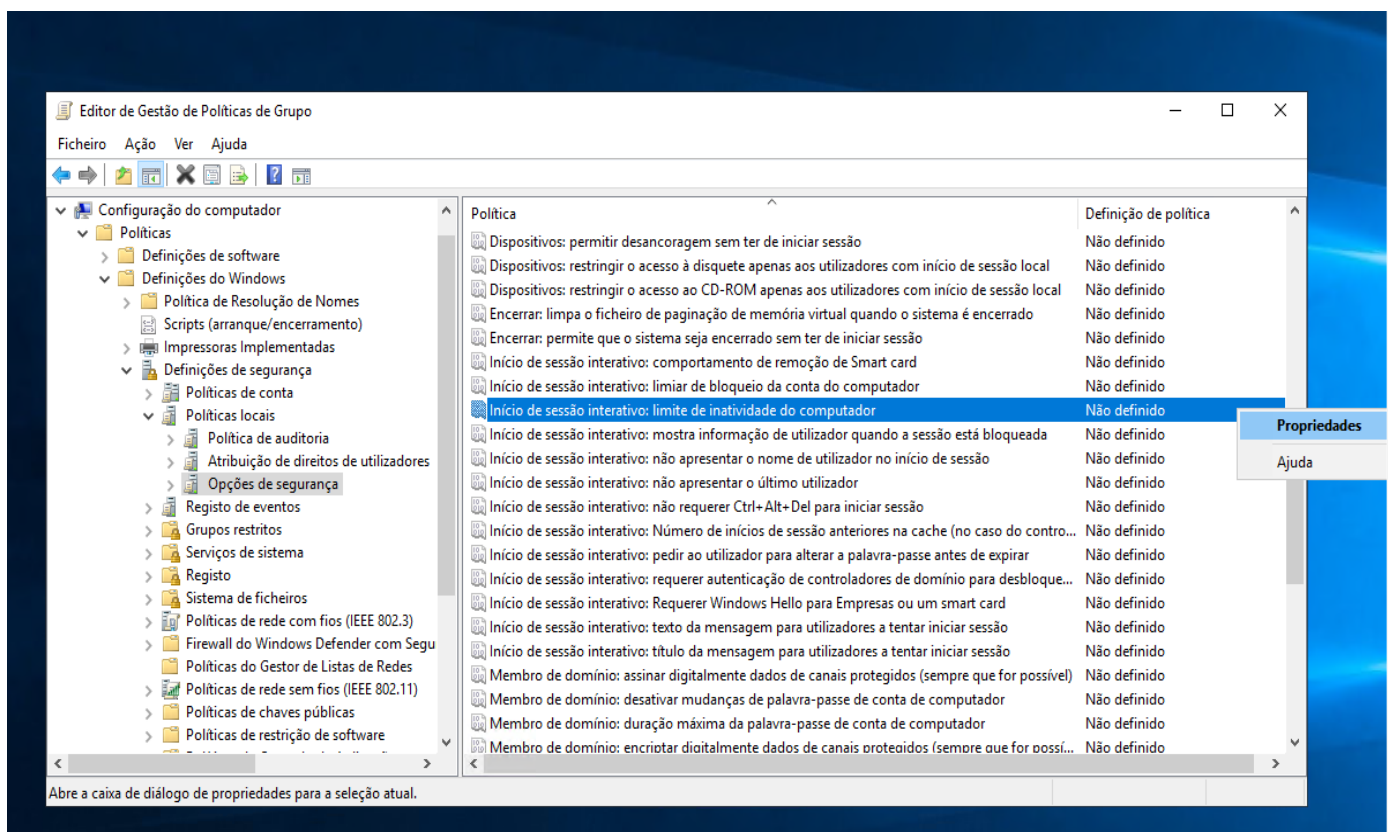 Editor de Gestão de Políticas de Grupo
Ficheiro Ação Ver Ajuda
Configuração do computador
Políticas
Definições de software
Definições do Windows
Política de Resolução de Nomes
Scripts (arranque/encerramento)
Impressoras Implementadas
Definições de segurança
Políticas de conta
Políticas locais
Política de auditoria
Atribuição de direitos de utilizadores
Opções de segurança
Registo de eventos
Grupos restritos
Serviços de sistema
Registo
Sistema de ficheiros
Políticas de rede com fios (IEEE 802.3)
Firewall do Windows Defender com Segu
Políticas do Gestor de Listas de Redes
Políticas de rede sem fios (IEEE 802.11)
Políticas de chaves públicas
Políticas de restrição de software
Política Definição de política
Dispositivos: permitir desancoragem sem ter de iniciar sessão Não definido
Dispositivos: restringir o acesso à disquete apenas aos utilizadores com início de sessão local Não definido
Dispositivos: restringir o acesso ao CD-ROM apenas aos utilizadores com início de sessão local Não definido
Encerrar: limpa o ficheiro de paginação de memória virtual quando o sistema é encerrado Não definido
Encerrar: permite que o sistema seja encerrado sem ter de iniciar sessão Não definido
Início de sessão interativo: comportamento de remoção de Smart card Não definido
Início de sessão interativo: limiar de bloqueio da conta do computador Não definido
Início de sessão interativo: limite de inatividade do computador Não definido
Início de sessão interativo: mostra informação de utilizador quando a sessão está bloqueada Não definido
Início de sessão interativo: não apresentar o nome de utilizador no início de sessão Não definido
Início de sessão interativo: não apresentar o último utilizador Não definido
Início de sessão interativo: não requerer Ctrl+Alt+Del para iniciar sessão Não definido
Início de sessão interativo: Número de inícios de sessão anteriores na cache (no caso do contro... Não definido
Início de sessão interativo: pedir ao utilizador para alterar a palavra-passe antes de expirar Não definido
Início de sessão interativo: requerer autenticação de controladores de domínio para desbloque... Não definido
Início de sessão interativo: Requerer Windows Hello para Empresas ou um smart card Não definido
Início de sessão interativo: texto da mensagem para utilizadores a tentar iniciar sessão Não definido
Início de sessão interativo: título da mensagem para utilizadores a tentar iniciar sessão Não definido
Membro de domínio: assinar digitalmente dados de canais protegidos (sempre que for possível) Não definido
Membro de domínio: desativar mudanças de palavra-passe de conta de computador Não definido
Membro de domínio: duração máxima da palavra-passe de conta de computador Não definido
Membro de domínio: encriptar digitalmente dados de canais protegidos (sempre que for possí... Não definido
Propriedades
Ajuda
Abre a caixa de diálogo de propriedades para a seleção atual.